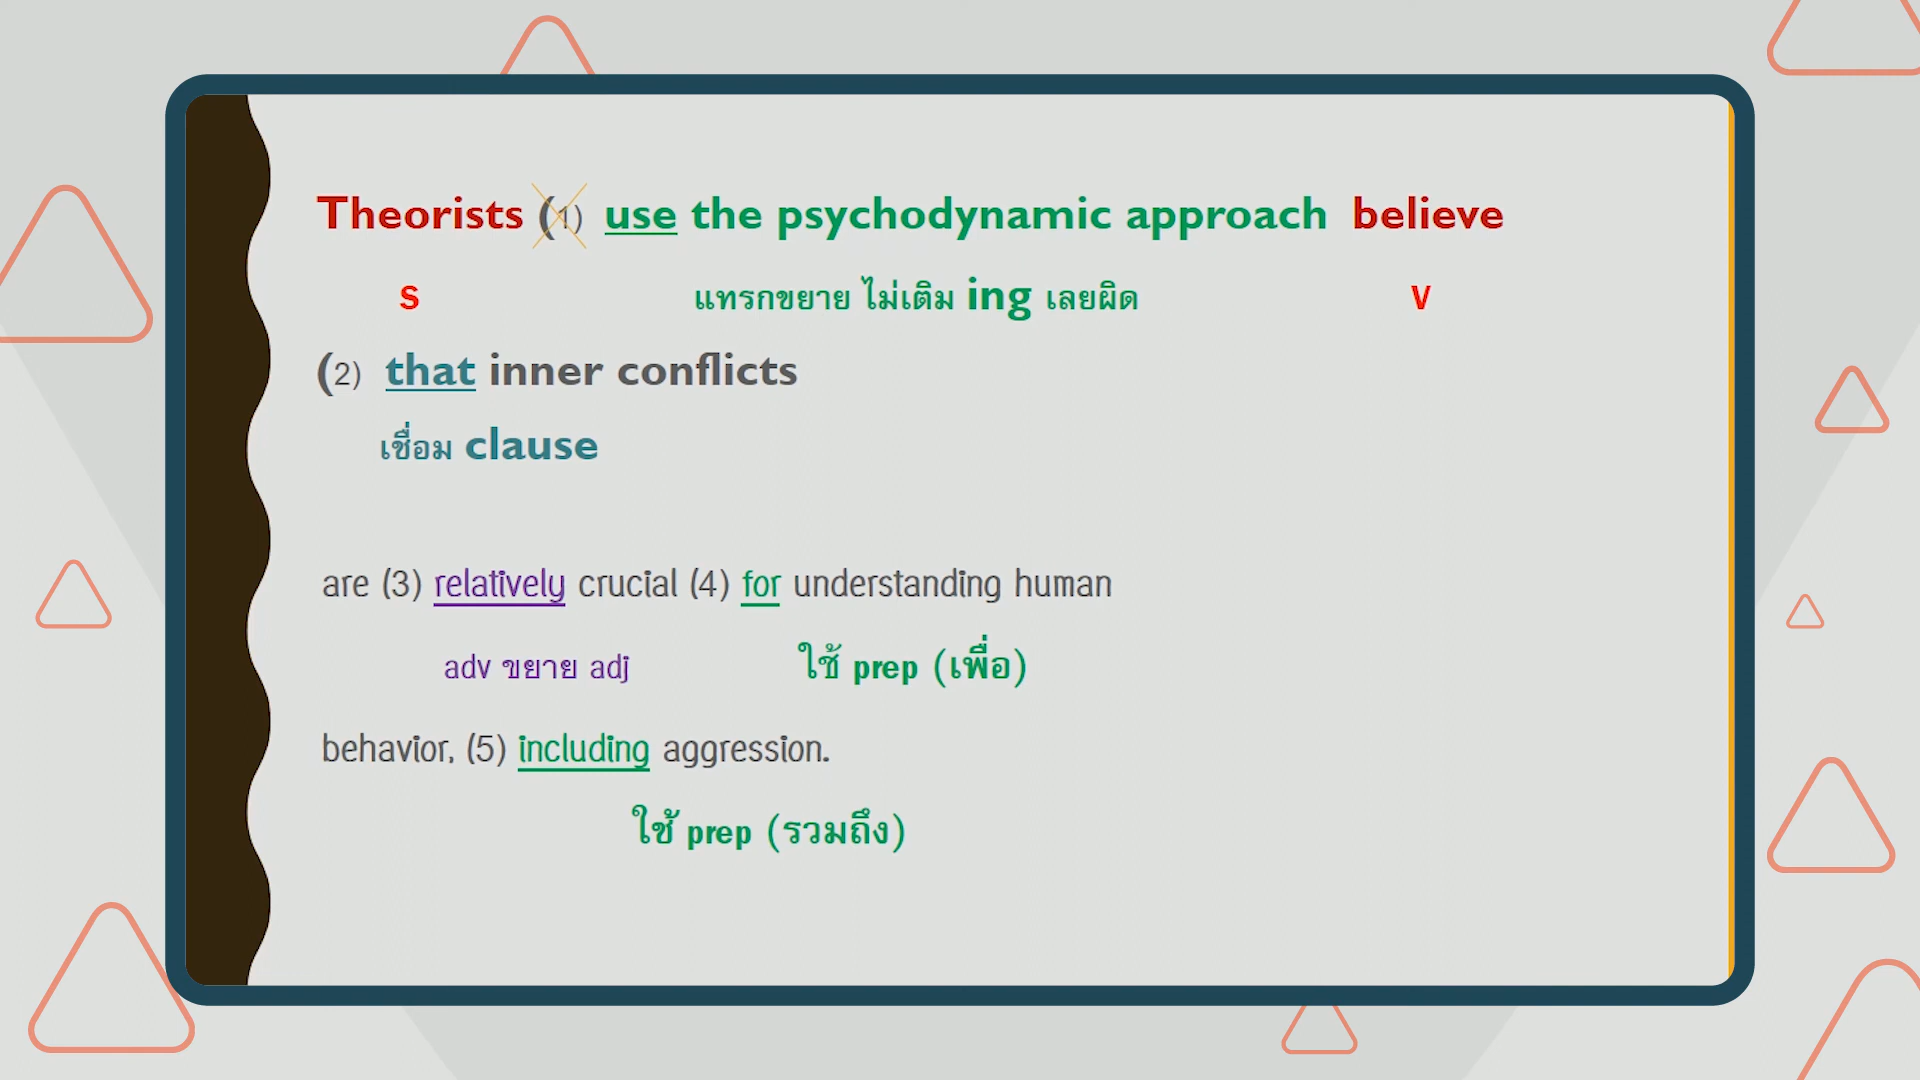 Theorists (1) use the psychodynamic approach believe
S แทรกขยาย ไม่เติม ing เลยผิด V
(2) that inner conflicts
เชื่อม clause
are (3) relatively crucial (4) for understanding human
adv ขยาย adj ใช้ prep (เพื่อ)
behavior, (5) including aggression.
ใช้ prep (รวมถึง)